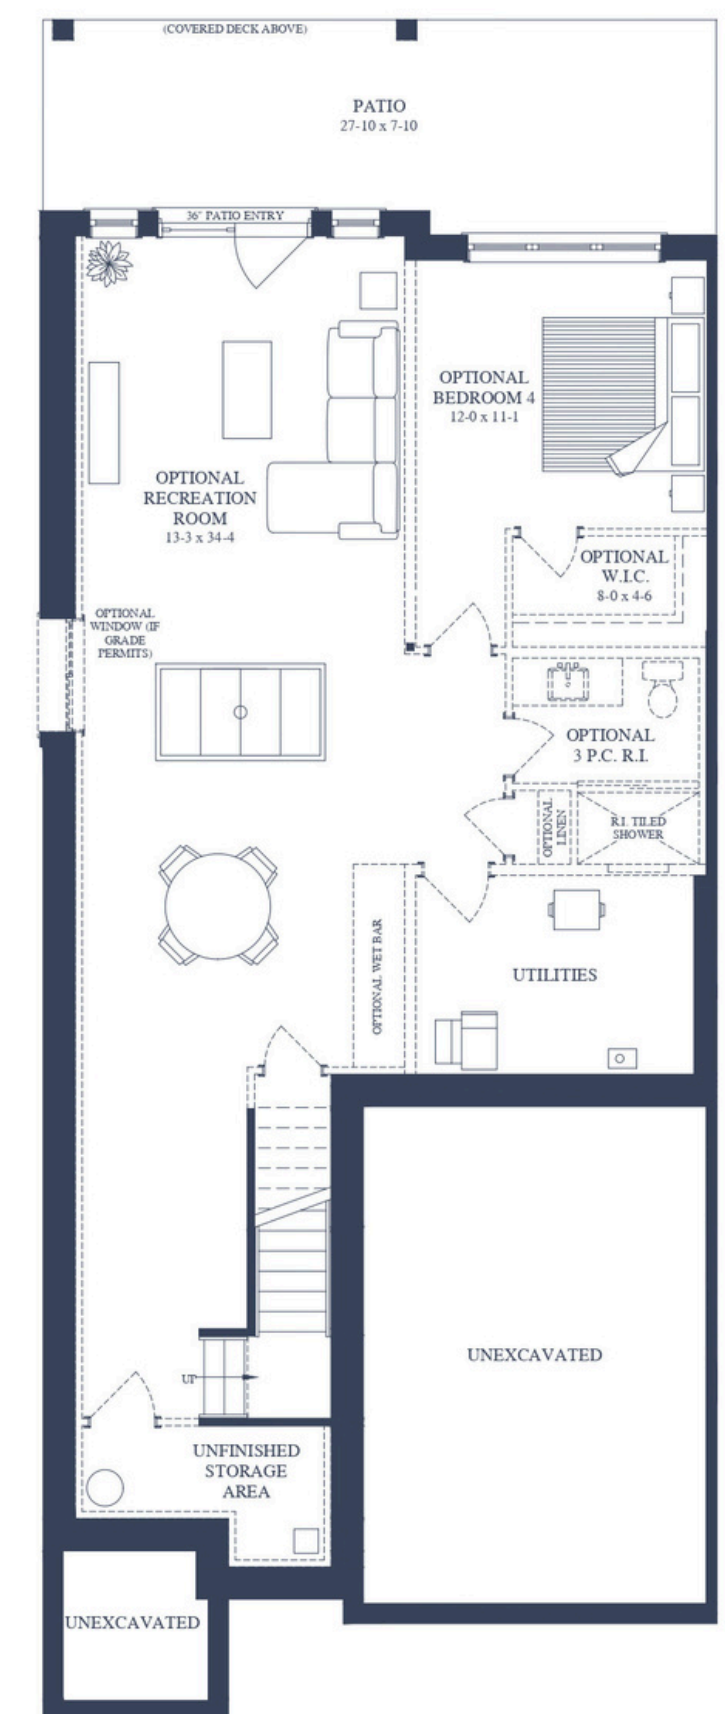 (COVERED DECK ABOVE)
PATIO
27-10 x 7-10
36" PATIO ENTRY
OPTIONAL
BEDROOM 4
12-0 x 11-1
OPTIONAL
RECREATION
ROOM
13-3 x 34-4
OPTIONAL
W.I.C.
8-0 x 4-6
OPTIONAL
WINDOW (IF
GRADE
PERMITS)
OPTIONAL
3 P.C. R.I.
OPTIONAL
LINEN
R.I. TILED
SHOWER
OPTIONAL WET BAR
UTILITIES
UNEXCAVATED
UP
UNFINISHED
STORAGE
AREA
UNEXCAVATED